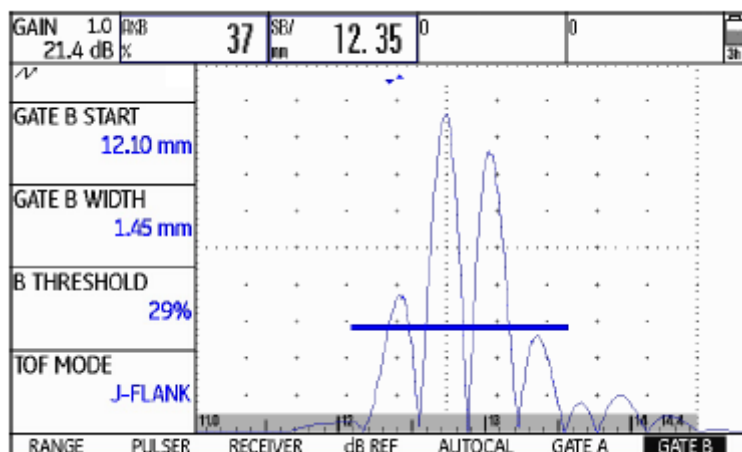 GAIN 1.0 A%B SB/ 0 0
21.4 dB % 37 mm 12.35
3h
GATE B START
12.10 mm
GATE B WIDTH
1.45 mm
B THRESHOLD
29%
TOF MODE
J-FLANK
11.0 12 13 14 14.4
RANGE PULSER RECEIVER dB REF AUTOCAL GATE A GATE B